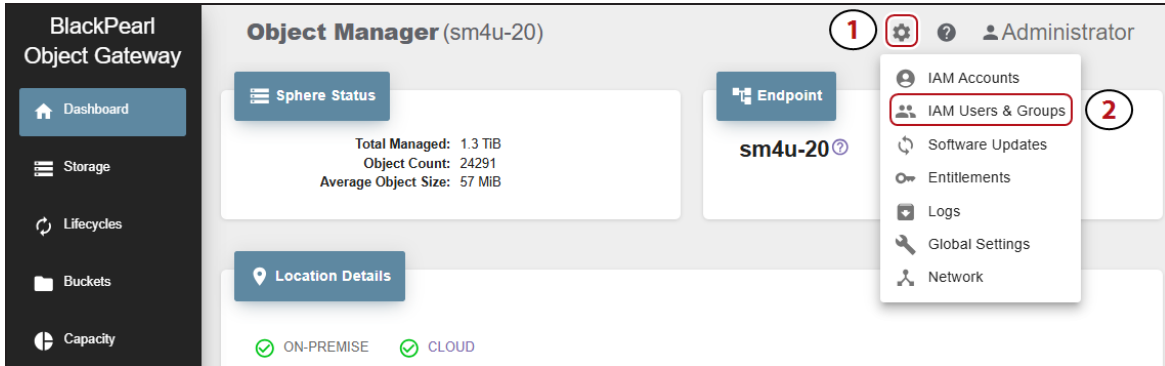 BlackPearl
Object Gateway
Dashboard
Storage
Lifecycles
Buckets
Capacity
Object Manager (sm4u-20)
1
?
Administrator
IAM Accounts
IAM Users & Groups
2
Software Updates
Entitlements
Logs
Global Settings
Network
Sphere Status
Total Managed: 1.3 TiB
Object Count: 24291
Average Object Size: 57 MiB
Endpoint
sm4u-20 ?
Location Details
ON-PREMISE
CLOUD